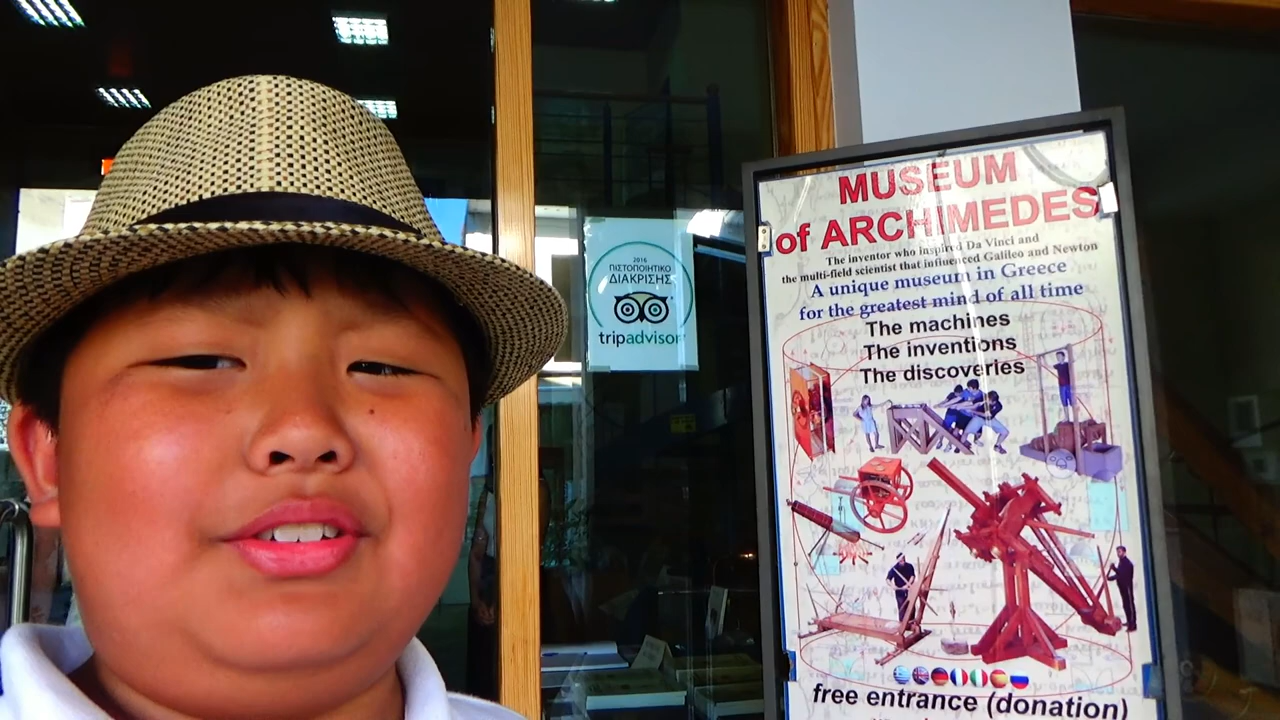 2016
ΠΙΣΤΟΠΟΙΗΤΙΚΟ
ΔΙΑΚΡΙΣΗΣ
tripadvisor
MUSEUM
of ARCHIMEDES
The inventor who inspired Da Vinci and
the multi-field scientist that influenced Galileo and Newton
A unique museum in Greece
for the greatest mind of all time
The machines
The inventions
The discoveries
free entrance (donation)